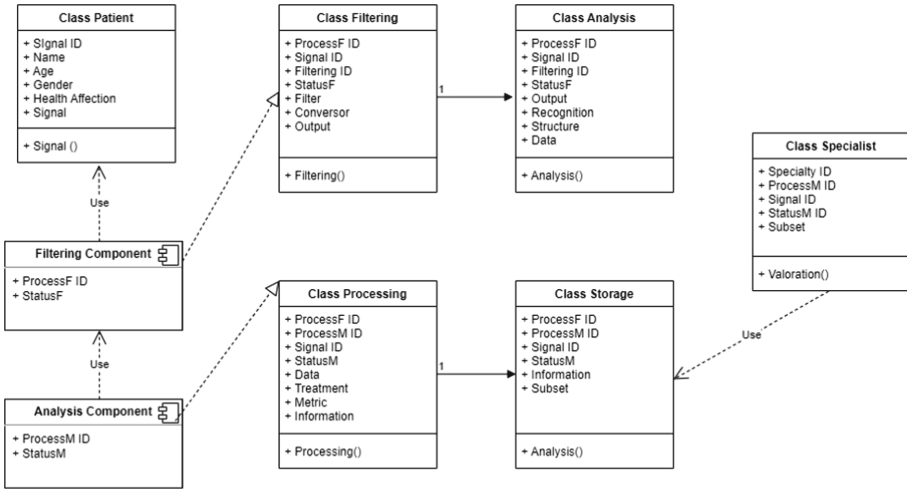 Class Patient
+ SIgnal ID
+ Name
+ Age
+ Gender
+ Health Affection
+ Signal
+ Signal ()
Class Filtering
+ ProcessF ID
+ Signal ID
+ Filtering ID
+ StatusF
+ Filter
+ Conversor
+ Output
+ Filtering()
1
Class Analysis
+ ProcessF ID
+ Signal ID
+ Filtering ID
+ StatusF
+ Output
+ Recognition
+ Structure
+ Data
+ Analysis()
Class Specialist
+ Specialty ID
+ ProcessM ID
+ Signal ID
+ StatusM ID
+ Subset
+ Valoration()
Use
Filtering Component
+ ProcessF ID
+ StatusF
Use
Analysis Component
+ ProcessM ID
+ StatusM
Class Processing
+ ProcessF ID
+ ProcessM ID
+ Signal ID
+ StatusM
+ Data
+ Treatment
+ Metric
+ Information
+ Processing()
1
Class Storage
+ ProcessF ID
+ ProcessM ID
+ Signal ID
+ StatusM
+ Information
+ Subset
+ Analysis()
Use